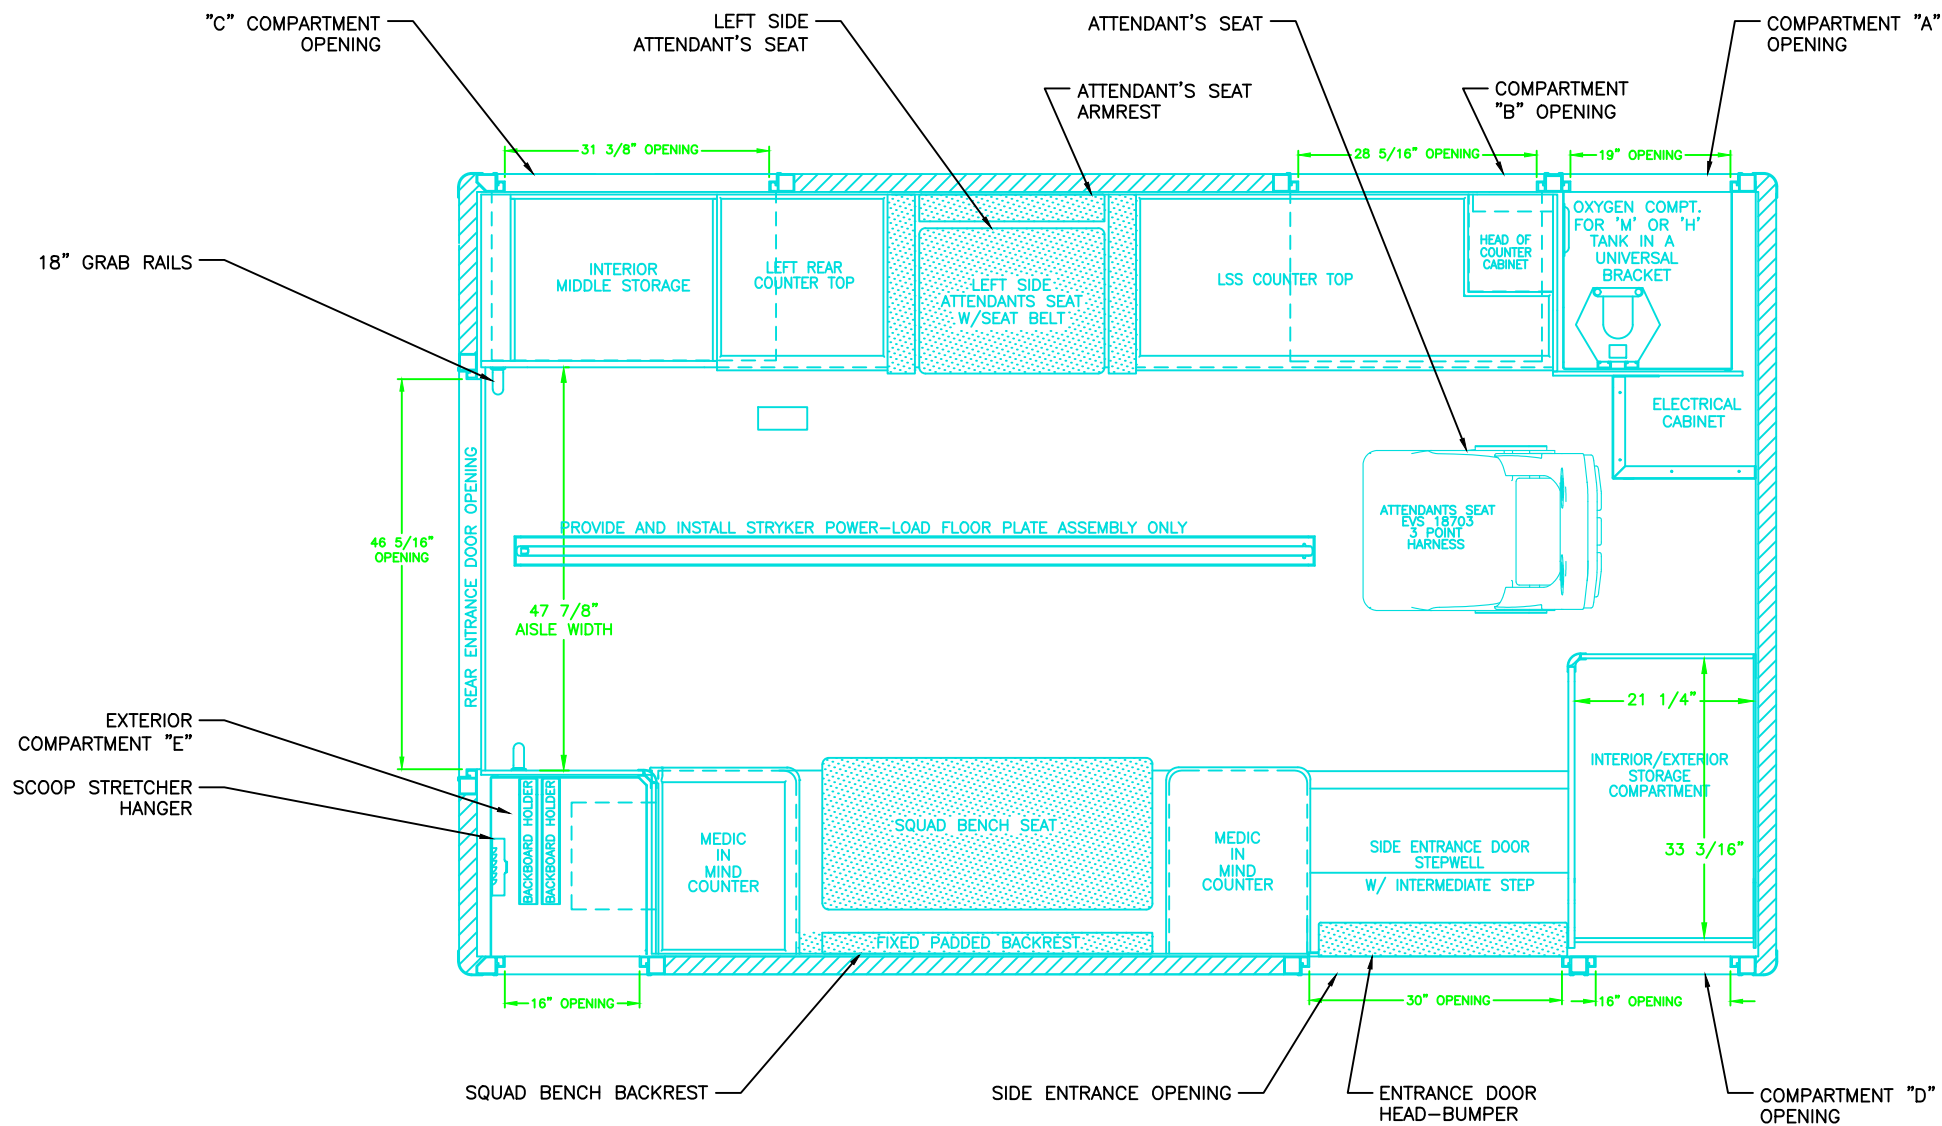 "C" COMPARTMENT
OPENING
LEFT SIDE
ATTENDANT'S SEAT
ATTENDANT'S SEAT
COMPARTMENT "A"
OPENING
ATTENDANT'S SEAT
ARMREST
COMPARTMENT
"B" OPENING
31 3/8" OPENING
28 5/16" OPENING
19" OPENING
18" GRAB RAILS
INTERIOR
MIDDLE STORAGE
LEFT REAR
COUNTER TOP
LEFT SIDE
ATTENDANTS SEAT
W/SEAT BELT
LSS COUNTER TOP
HEAD OF
COUNTER
CABINET
OXYGEN COMPT.
FOR 'M' OR 'H'
TANK IN A
UNIVERSAL
BRACKET
ELECTRICAL
CABINET
REAR ENTRANCE DOOR OPENING
46 5/16"
OPENING
PROVIDE AND INSTALL STRYKER POWER-LOAD FLOOR PLATE ASSEMBLY ONLY
ATTENDANTS SEAT
EVS 18703
3 POINT
HARNESS
47 7/8"
AISLE WIDTH
EXTERIOR
COMPARTMENT "E"
SCOOP STRETCHER
HANGER
21 1/4"
INTERIOR/EXTERIOR
STORAGE
COMPARTMENT
33 3/16"
BACKBOARD HOLDER
BACKBOARD HOLDER
MEDIC
IN
MIND
COUNTER
SQUAD BENCH SEAT
MEDIC
IN
MIND
COUNTER
SIDE ENTRANCE DOOR
STEPWELL
W/ INTERMEDIATE STEP
FIXED PADDED BACKREST
16" OPENING
30" OPENING
16" OPENING
SQUAD BENCH BACKREST
SIDE ENTRANCE OPENING
ENTRANCE DOOR
HEAD-BUMPER
COMPARTMENT "D"
OPENING